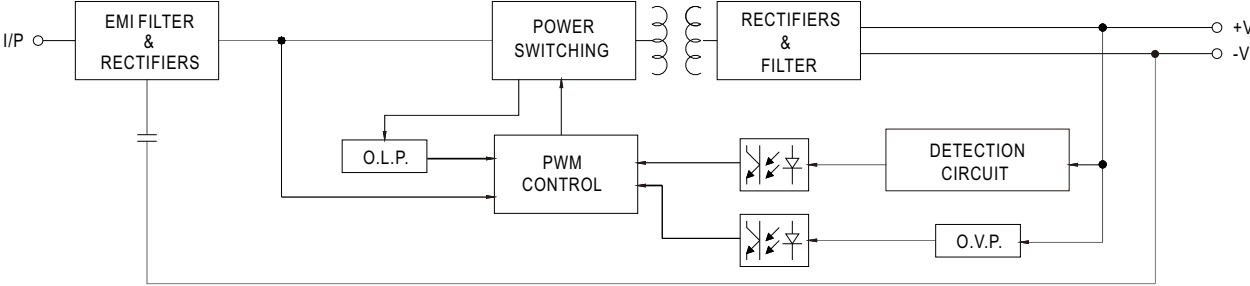 I/P
EMI FILTER
&
RECTIFIERS
POWER
SWITCHING
RECTIFIERS
&
FILTER
+V
-V
O.L.P.
PWM
CONTROL
DETECTION
CIRCUIT
O.V.P.